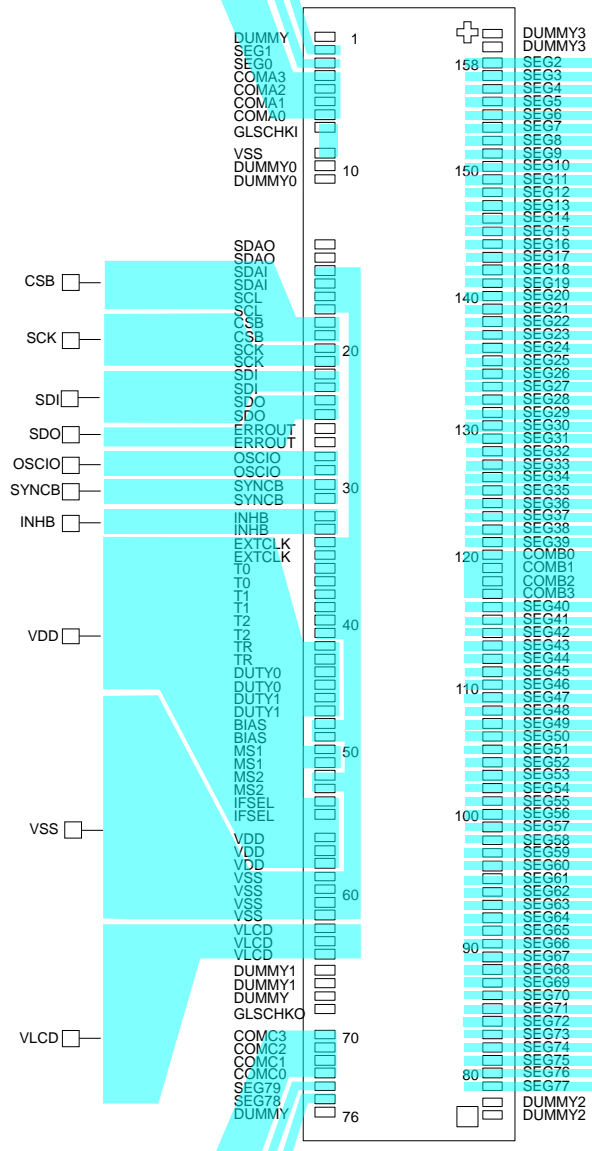 DUMMY 1
SEG1
SEG0
COMA3
COMA2
COMA1
COMA0
GLSCHKI
VSS
DUMMY0 10
DUMMY0
SDAO
SDAO
SDAI
SDAI
SCL
SCL
CSB
CSB
SCK 20
SCK
SDI
SDI
SDO
SDO
ERROUT
ERROUT
OSCIO
OSCIO
SYNCB 30
SYNCB
INHB
INHB
EXTCLK
EXTCLK
T0
T0
T1
T1
T2 40
T2
TR
TR
DUTY0
DUTY0
DUTY1
DUTY1
BIAS
BIAS
MS1 50
MS1
MS2
MS2
IFSEL
IFSEL
VDD
VDD
VDD
VSS
VSS 60
VSS
VSS
VLCD
VLCD
VLCD
DUMMY1
DUMMY1
DUMMY
GLSCHKO
COMC3 70
COMC2
COMC1
COMC0
SEG79
SEG78
DUMMY 76
CSB
SCK
SDI
SDO
OSCIO
SYNCB
INHB
VDD
VSS
VLCD
DUMMY3
DUMMY3
158 SEG2
SEG3
SEG4
SEG5
SEG6
SEG7
SEG8
SEG9
150 SEG10
SEG11
SEG12
SEG13
SEG14
SEG15
SEG16
SEG17
SEG18
SEG19
140 SEG20
SEG21
SEG22
SEG23
SEG24
SEG25
SEG26
SEG27
SEG28
SEG29
130 SEG30
SEG31
SEG32
SEG33
SEG34
SEG35
SEG36
SEG37
SEG38
SEG39
120 COMB0
COMB1
COMB2
COMB3
SEG40
SEG41
SEG42
SEG43
SEG44
SEG45
110 SEG46
SEG47
SEG48
SEG49
SEG50
SEG51
SEG52
SEG53
SEG54
SEG55
100 SEG56
SEG57
SEG58
SEG59
SEG60
SEG61
SEG62
SEG63
SEG64
SEG65
90 SEG66
SEG67
SEG68
SEG69
SEG70
SEG71
SEG72
SEG73
SEG74
SEG75
80 SEG76
SEG77
DUMMY2
DUMMY2